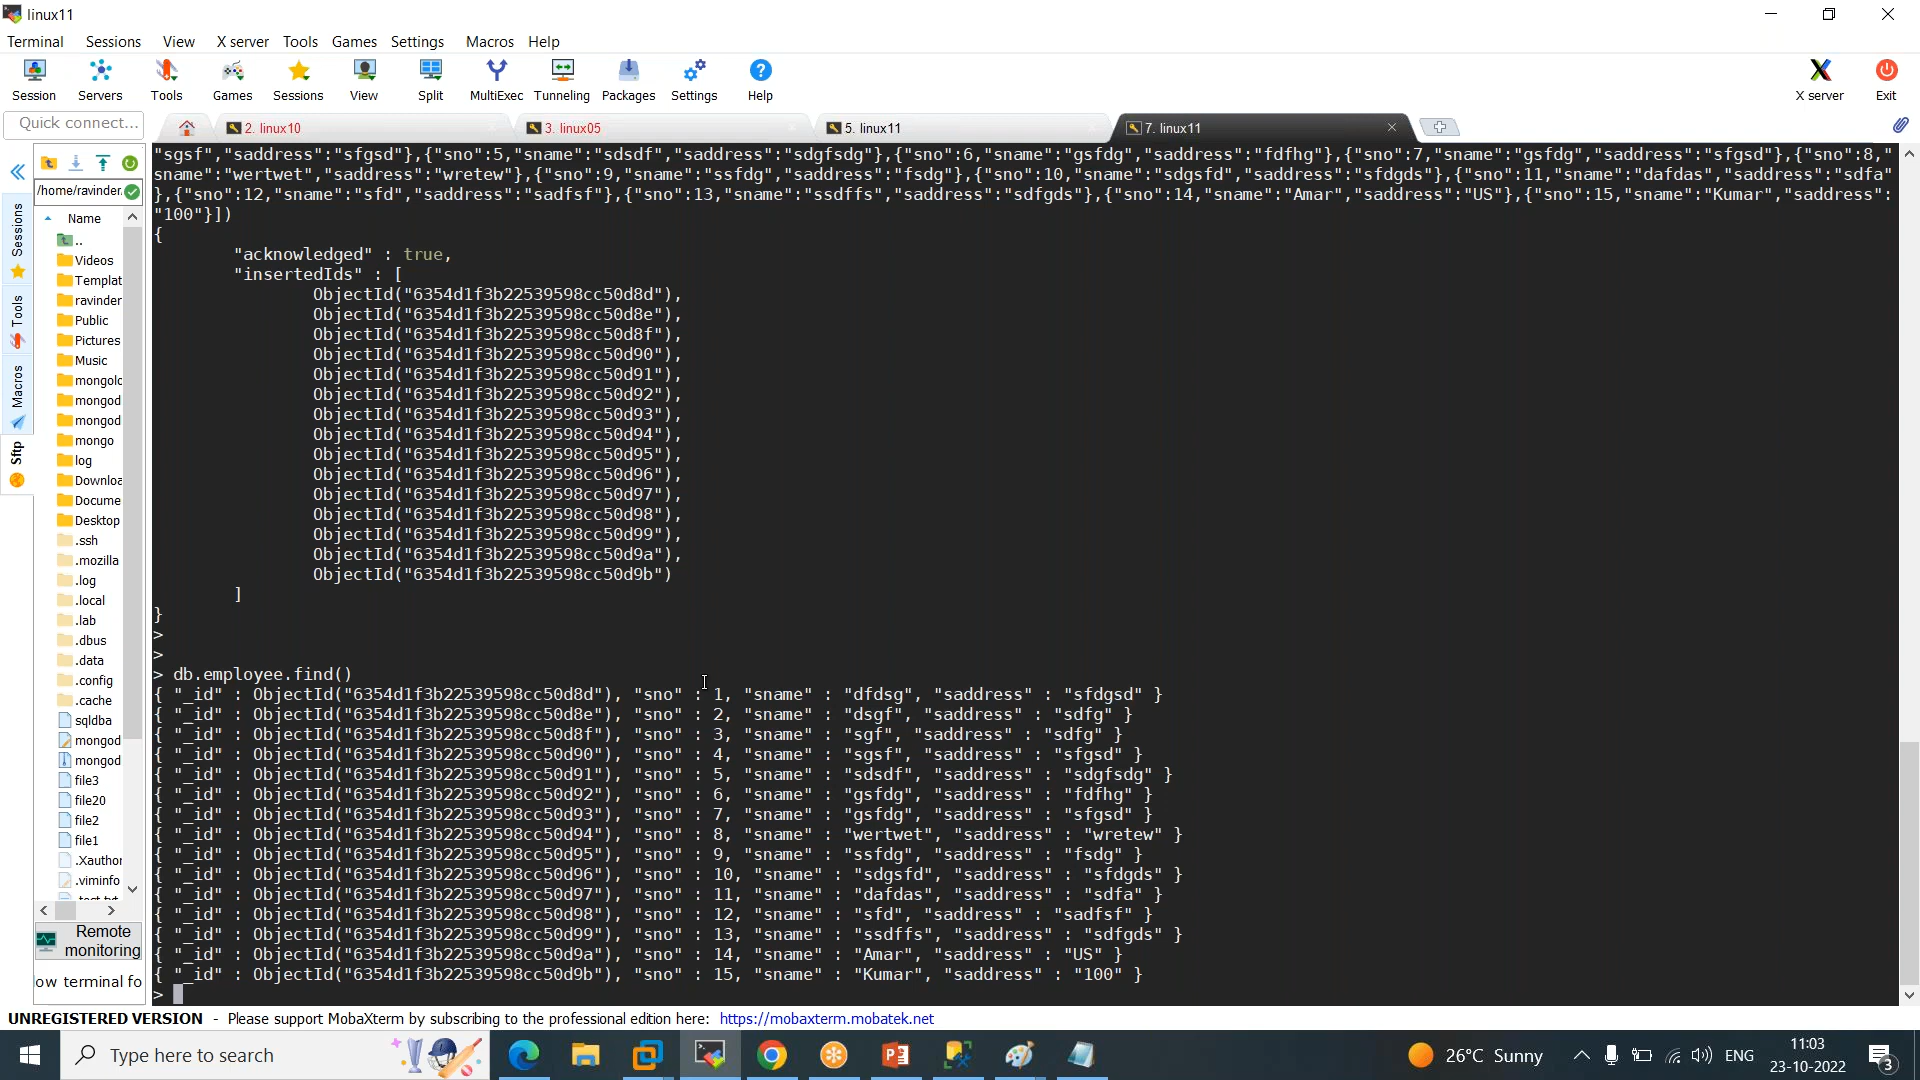 linux11
Terminal Sessions View X server Tools Games Settings Macros Help
Session Servers Tools Games Sessions View Split MultiExec Tunneling Packages Settings Help X server Exit
Quick connect... 2. linux10 3. linux05 5. linux11 7. linux11
/home/ravinder.
Name
..
Videos
Templat
ravinder
Public
Pictures
Music
mongolc
mongod
mongod
mongo
log
Downloa
Docume
Desktop
.ssh
.mozilla
.log
.local
.lab
.dbus
.data
.config
.cache
sqldba
mongod
mongod
file3
file20
file2
file1
.Xauthor
.viminfo
Sessions
Tools
Macros
Sftp
Remote
monitoring
ow terminal fo
"sgsf","saddress":"sfgsd"},{"sno":5,"sname":"sdsdf","saddress":"sdgfsdg"},{"sno":6,"sname":"gsfdg","saddress":"fdfhg"},{"sno":7,"sname":"gsfdg","saddress":"sfgsd"},{"sno":8,"
sname":"wertwet","saddress":"wretew"},{"sno":9,"sname":"ssfdg","saddress":"fsdg"},{"sno":10,"sname":"sdgsfd","saddress":"sfdgds"},{"sno":11,"sname":"dafdas","saddress":"sdfa"
},{"sno":12,"sname":"sfd","saddress":"sadfsf"},{"sno":13,"sname":"ssdffs","saddress":"sdfgds"},{"sno":14,"sname":"Amar","saddress":"US"},{"sno":15,"sname":"Kumar","saddress":
"100"}])
{
"acknowledged" : true,
"insertedIds" : [
ObjectId("6354d1f3b22539598cc50d8d"),
ObjectId("6354d1f3b22539598cc50d8e"),
ObjectId("6354d1f3b22539598cc50d8f"),
ObjectId("6354d1f3b22539598cc50d90"),
ObjectId("6354d1f3b22539598cc50d91"),
ObjectId("6354d1f3b22539598cc50d92"),
ObjectId("6354d1f3b22539598cc50d93"),
ObjectId("6354d1f3b22539598cc50d94"),
ObjectId("6354d1f3b22539598cc50d95"),
ObjectId("6354d1f3b22539598cc50d96"),
ObjectId("6354d1f3b22539598cc50d97"),
ObjectId("6354d1f3b22539598cc50d98"),
ObjectId("6354d1f3b22539598cc50d99"),
ObjectId("6354d1f3b22539598cc50d9a"),
ObjectId("6354d1f3b22539598cc50d9b")
]
}
>
>
> db.employee.find()
{ "_id" : ObjectId("6354d1f3b22539598cc50d8d"), "sno" : 1, "sname" : "dfdsg", "saddress" : "sfdgsd" }
{ "_id" : ObjectId("6354d1f3b22539598cc50d8e"), "sno" : 2, "sname" : "dsgf", "saddress" : "sdfg" }
{ "_id" : ObjectId("6354d1f3b22539598cc50d8f"), "sno" : 3, "sname" : "sgf", "saddress" : "sdfg" }
{ "_id" : ObjectId("6354d1f3b22539598cc50d90"), "sno" : 4, "sname" : "sgsf", "saddress" : "sfgsd" }
{ "_id" : ObjectId("6354d1f3b22539598cc50d91"), "sno" : 5, "sname" : "sdsdf", "saddress" : "sdgfsdg" }
{ "_id" : ObjectId("6354d1f3b22539598cc50d92"), "sno" : 6, "sname" : "gsfdg", "saddress" : "fdfhg" }
{ "_id" : ObjectId("6354d1f3b22539598cc50d93"), "sno" : 7, "sname" : "gsfdg", "saddress" : "sfgsd" }
{ "_id" : ObjectId("6354d1f3b22539598cc50d94"), "sno" : 8, "sname" : "wertwet", "saddress" : "wretew" }
{ "_id" : ObjectId("6354d1f3b22539598cc50d95"), "sno" : 9, "sname" : "ssfdg", "saddress" : "fsdg" }
{ "_id" : ObjectId("6354d1f3b22539598cc50d96"), "sno" : 10, "sname" : "sdgsfd", "saddress" : "sfdgds" }
{ "_id" : ObjectId("6354d1f3b22539598cc50d97"), "sno" : 11, "sname" : "dafdas", "saddress" : "sdfa" }
{ "_id" : ObjectId("6354d1f3b22539598cc50d98"), "sno" : 12, "sname" : "sfd", "saddress" : "sadfsf" }
{ "_id" : ObjectId("6354d1f3b22539598cc50d99"), "sno" : 13, "sname" : "ssdffs", "saddress" : "sdfgds" }
{ "_id" : ObjectId("6354d1f3b22539598cc50d9a"), "sno" : 14, "sname" : "Amar", "saddress" : "US" }
{ "_id" : ObjectId("6354d1f3b22539598cc50d9b"), "sno" : 15, "sname" : "Kumar", "saddress" : "100" }
>
UNREGISTERED VERSION - Please support MobaXterm by subscribing to the professional edition here: https://mobaxterm.mobatek.net
Type here to search 26°C Sunny ENG 11:03
23-10-2022
3